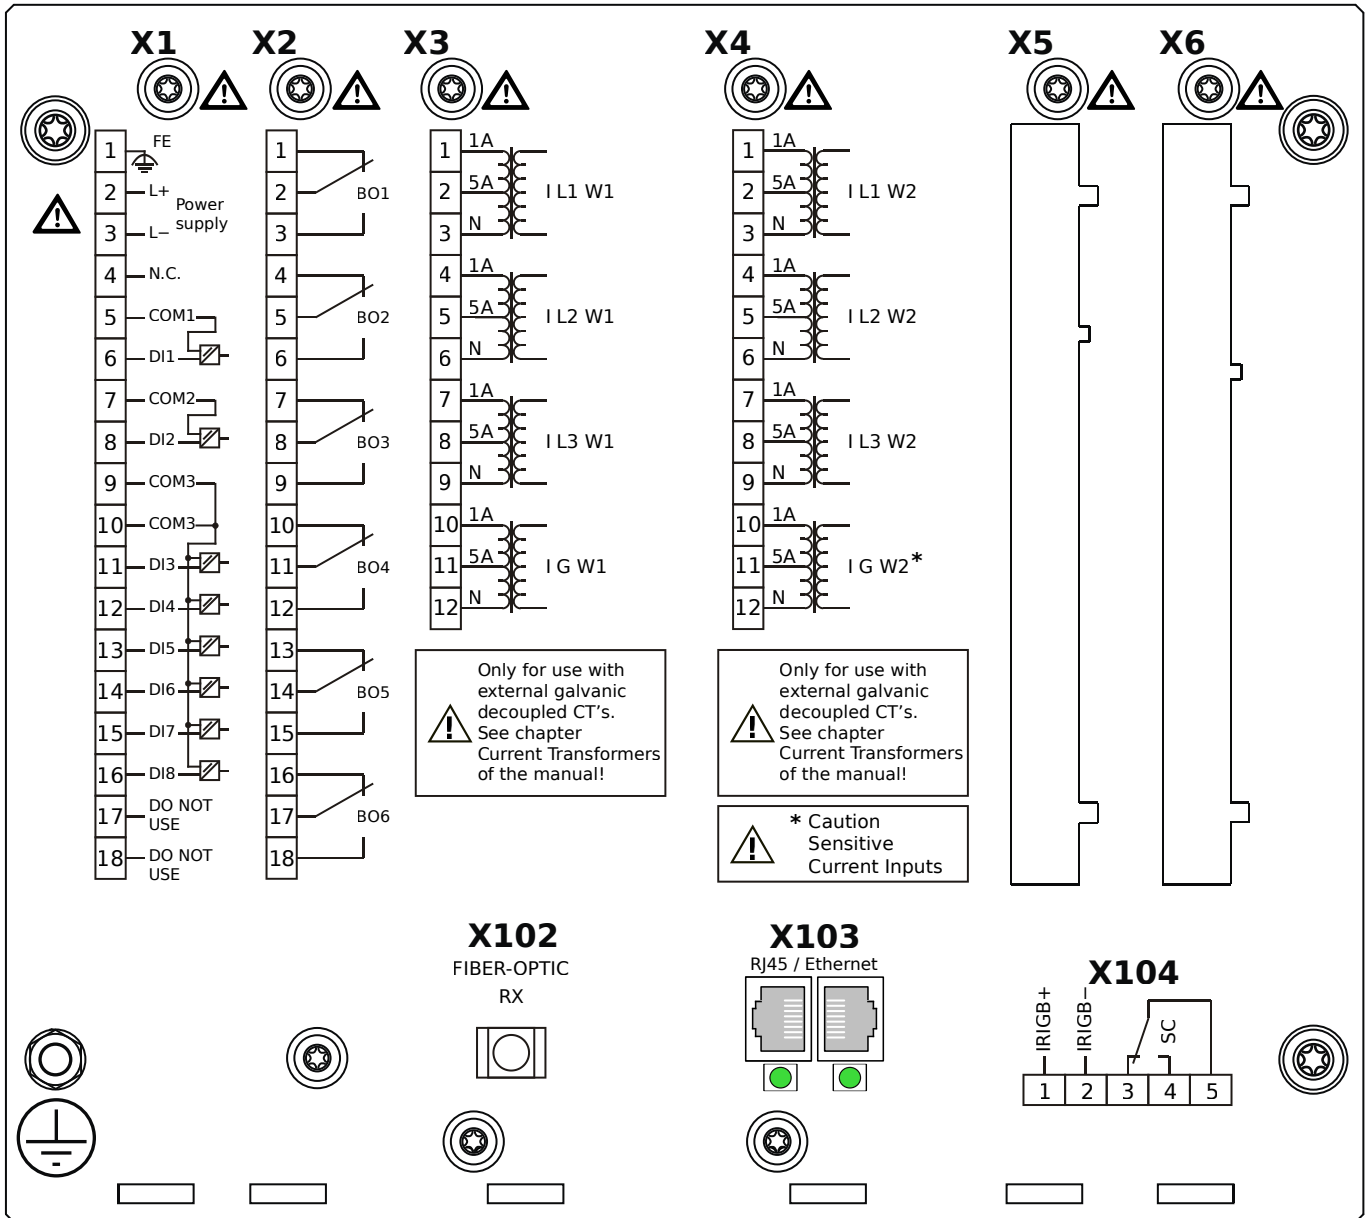 X1
X2
X3
X4
X5
X6
1
FE
2
L+
Power
supply
3
L−
4
N.C.
5
COM1
6
DI1
7
COM2
8
DI2
9
COM3
10
COM3
11
DI3
12
DI4
13
DI5
14
DI6
15
DI7
16
DI8
17
DO NOT
USE
18
DO NOT
USE
1
2
BO1
3
4
5
BO2
6
7
8
BO3
9
10
11
BO4
12
13
14
BO5
15
16
17
BO6
18
1
1A
2
5A
I L1 W1
3
N
4
1A
5
5A
I L2 W1
6
N
7
1A
8
5A
I L3 W1
9
N
10
1A
11
5A
I G W1
12
N
Only for use with
external galvanic
decoupled CT's.
See chapter
Current Transformers
of the manual!
1
1A
2
5A
I L1 W2
3
N
4
1A
5
5A
I L2 W2
6
N
7
1A
8
5A
I L3 W2
9
N
10
1A
11
5A
I G W2*
12
N
Only for use with
external galvanic
decoupled CT's.
See chapter
Current Transformers
of the manual!
* Caution
Sensitive
Current Inputs
X102
FIBER-OPTIC
RX
X103
RJ45 / Ethernet
X104
IRIGB+
IRIGB−
SC
1 2 3 4 5